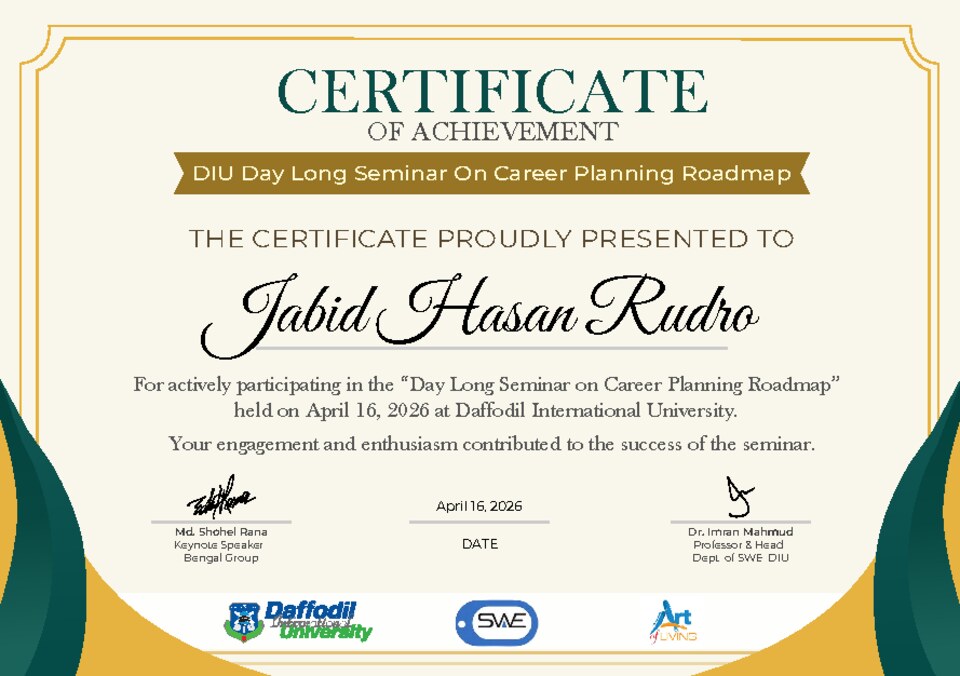 CERTIFICATE
OF ACHIEVEMENT
DIU Day Long Seminar On Career Planning Roadmap
THE CERTIFICATE PROUDLY PRESENTED TO
Jabid Hasan Rudro
For actively participating in the “Day Long Seminar on Career Planning Roadmap”
held on April 16, 2026 at Daffodil International University.
Your engagement and enthusiasm contributed to the success of the seminar.
April 16, 2026
DATE
Md. Shohel Rana
Keynote Speaker
Bengal Group
Dr. Imran Mahmud
Professor & Head
Dept. of SWE DIU
Daffodil
International
University
SWE
Art
of LIVING